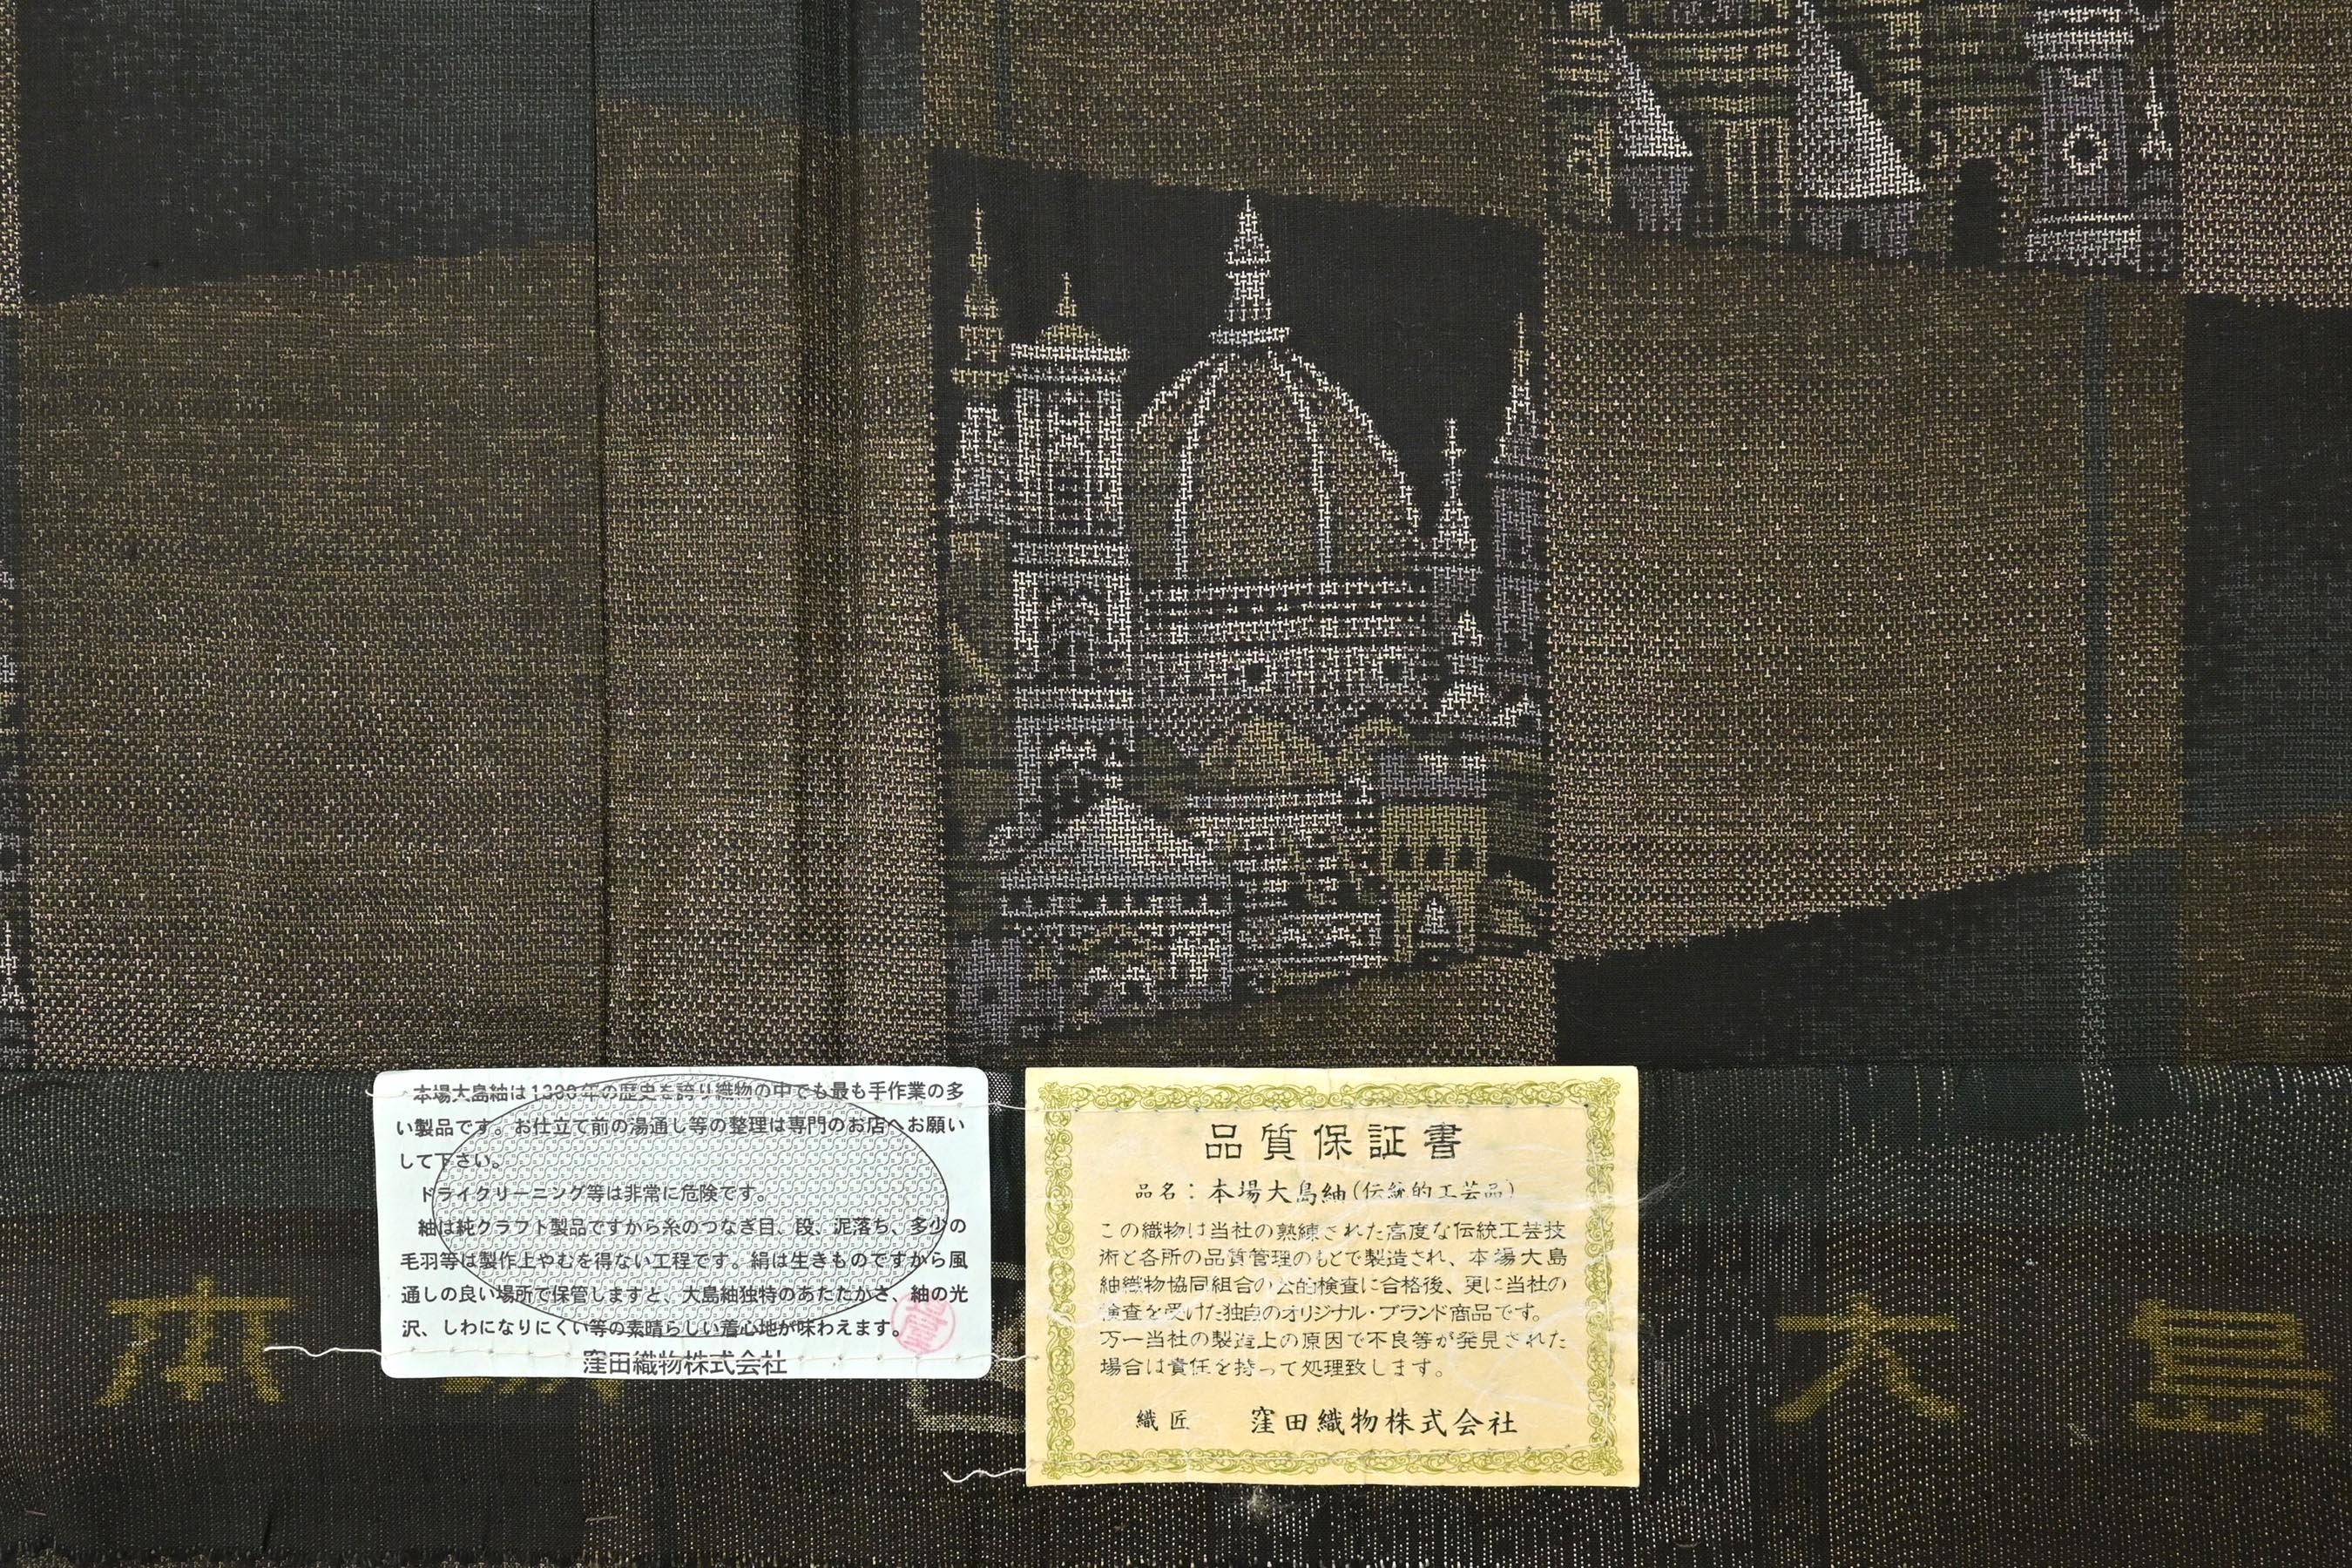 本場大島紬は1300年の歴史を誇り織物の中でも最も手作業の多
い製品です。お仕立て前の湯通し等の整理は専門のお店へお願い
して下さい。
ドライクリーニング等は非常に危険です。
紬は純クラフト製品ですから糸のつなぎ目、段、泥落ち、多少の
毛羽等は製作上やむを得ない工程です。絹は生きものですから風
通しの良い場所で保管しますと、大島紬独特のあたたかさ、紬の光
沢、しわになりにくい等の素晴らしい着心地が味わえます。
窪田織物株式会社
品質保証書
品名：本場大島紬(伝統的工芸品)
この織物は当社の熟練された高度な伝統工芸技
術と各所の品質管理のもとで製造され、本場大島
紬織物協同組合の公的検査に合格後、更に当社の
検査を受けた独自のオリジナル・ブランド商品です。
万一当社の製造上の原因で不良等が発見された
場合は責任を持って処理致します。
織匠 窪田織物株式会社
本 大 島